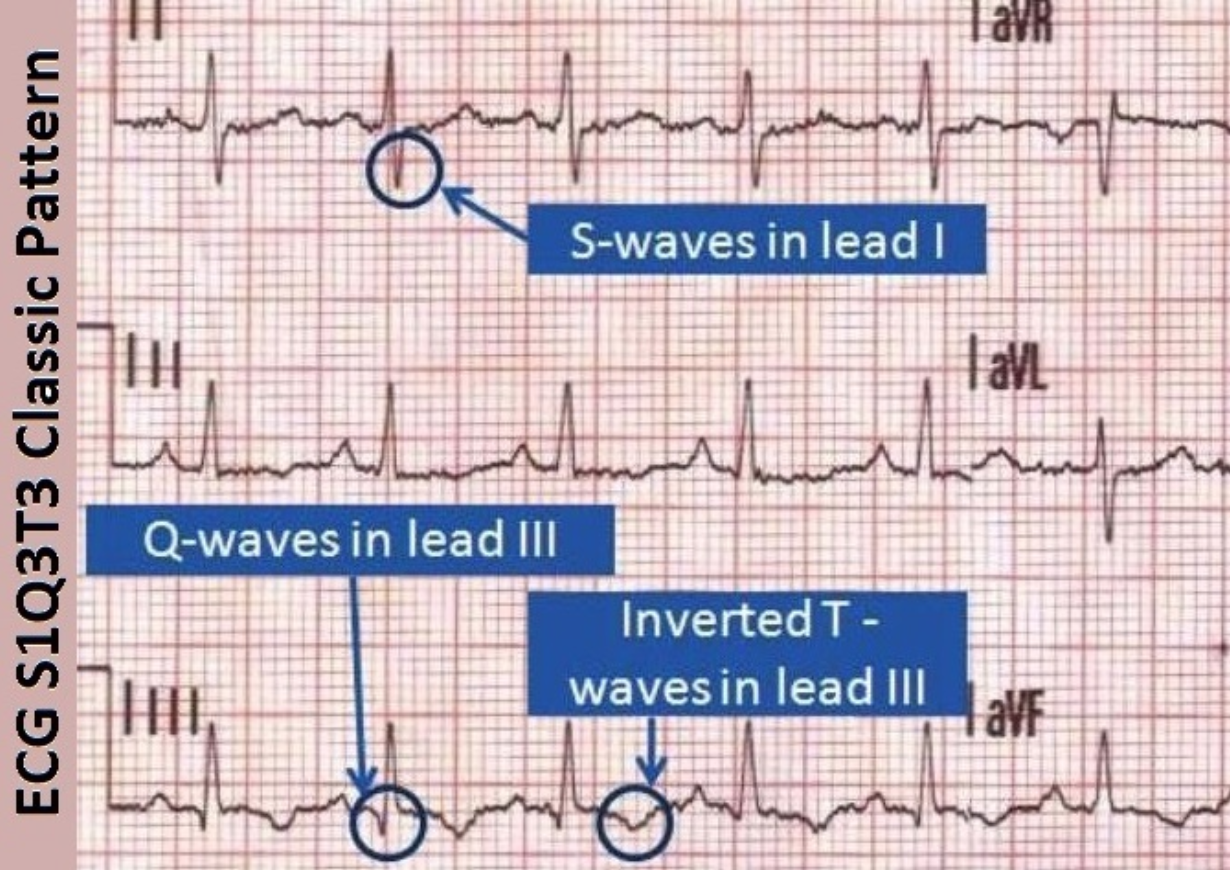 ECG S1Q3T3 Classic Pattern
II
| aVR
S-waves in lead I
III
| aVL
Q-waves in lead III
Inverted T -
waves in lead III
IIII
| aVF